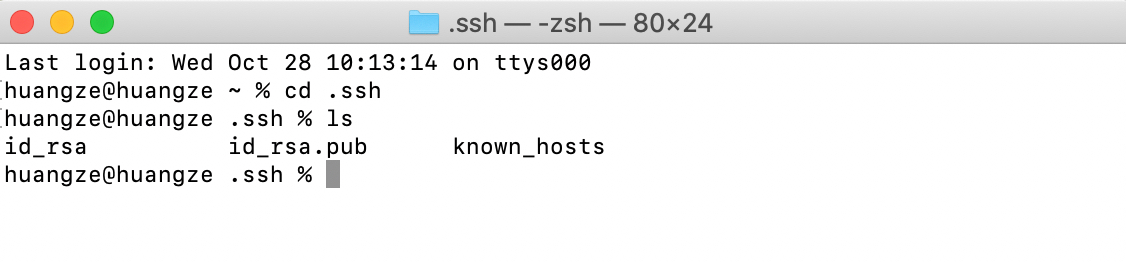 .ssh — -zsh — 80×24
Last login: Wed Oct 28 10:13:14 on ttys000
huangze@huangze ~ % cd .ssh
huangze@huangze .ssh % ls
id_rsa id_rsa.pub known_hosts
huangze@huangze .ssh %